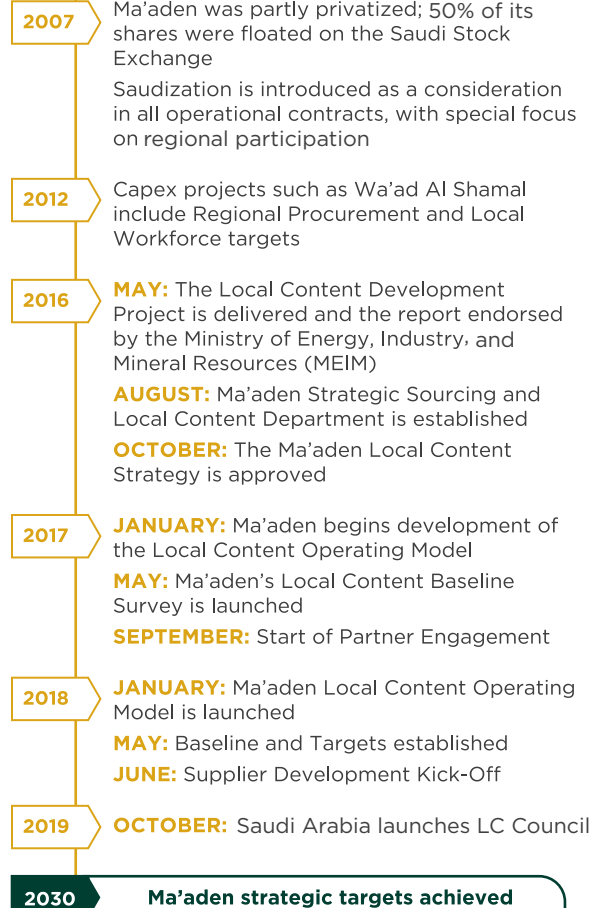 2007
Ma’aden was partly privatized; 50% of its
shares were floated on the Saudi Stock
Exchange
Saudization is introduced as a consideration
in all operational contracts, with special focus
on regional participation
2012
Capex projects such as Wa’ad Al Shamal
include Regional Procurement and Local
Workforce targets
2016
MAY: The Local Content Development
Project is delivered and the report endorsed
by the Ministry of Energy, Industry, and
Mineral Resources (MEIM)
AUGUST: Ma’aden Strategic Sourcing and
Local Content Department is established
OCTOBER: The Ma’aden Local Content
Strategy is approved
2017
JANUARY: Ma’aden begins development of
the Local Content Operating Model
MAY: Ma’aden’s Local Content Baseline
Survey is launched
SEPTEMBER: Start of Partner Engagement
2018
JANUARY: Ma’aden Local Content Operating
Model is launched
MAY: Baseline and Targets established
JUNE: Supplier Development Kick-Off
2019
OCTOBER: Saudi Arabia launches LC Council
2030
Ma’aden strategic targets achieved